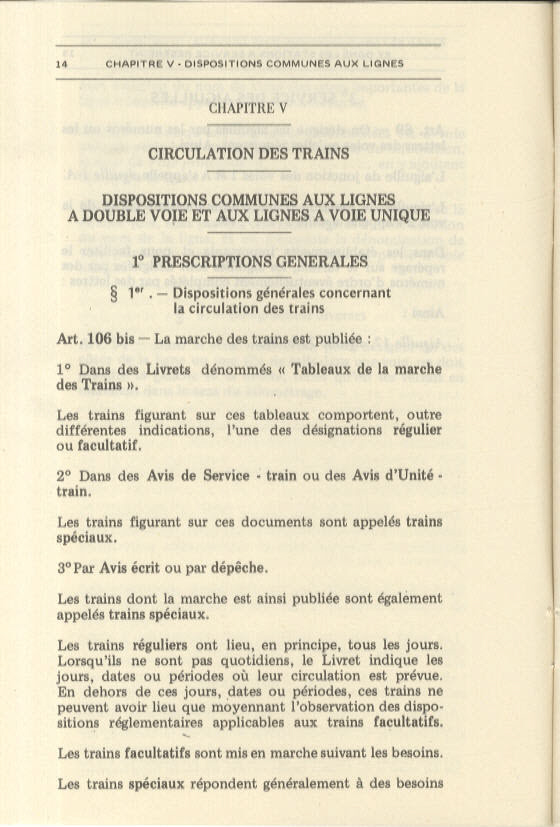 14 CHAPITRE V - DISPOSITIONS COMMUNES AUX LIGNES
CHAPITRE V
CIRCULATION DES TRAINS
DISPOSITIONS COMMUNES AUX LIGNES
A DOUBLE VOIE ET AUX LIGNES A VOIE UNIQUE
1° PRESCRIPTIONS GENERALES
§ 1er . — Dispositions générales concernant
la circulation des trains
Art. 106 bis — La marche des trains est publiée :
1° Dans des Livrets dénommés « Tableaux de la marche
des Trains ».
Les trains figurant sur ces tableaux comportent, outre
différentes indications, l'une des désignations régulier
ou facultatif.
2° Dans des Avis de Service - train ou des Avis d'Unité -
train.
Les trains figurant sur ces documents sont appelés trains
spéciaux.
3° Par Avis écrit ou par dépêche.
Les trains dont la marche est ainsi publiée sont également
appelés trains spéciaux.
Les trains réguliers ont lieu, en principe, tous les jours.
Lorsqu'ils ne sont pas quotidiens, le Livret indique les
jours, dates ou périodes où leur circulation est prévue.
En dehors de ces jours, dates ou périodes, ces trains ne
peuvent avoir lieu que moyennant l'observation des dispo-
sitions réglementaires applicables aux trains facultatifs.
Les trains facultatifs sont mis en marche suivant les besoins.
Les trains spéciaux répondent généralement à des besoins